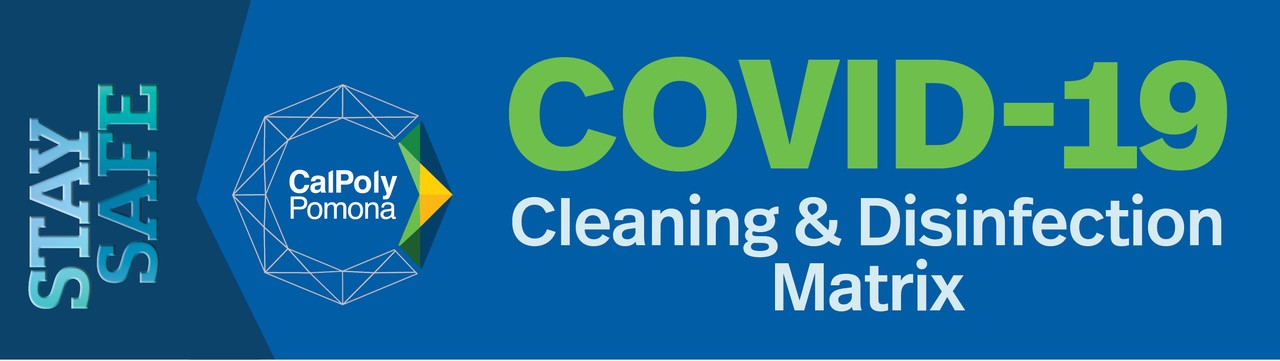 STAY
SAFE
CalPoly
Pomona
COVID-19
Cleaning & Disinfection
Matrix